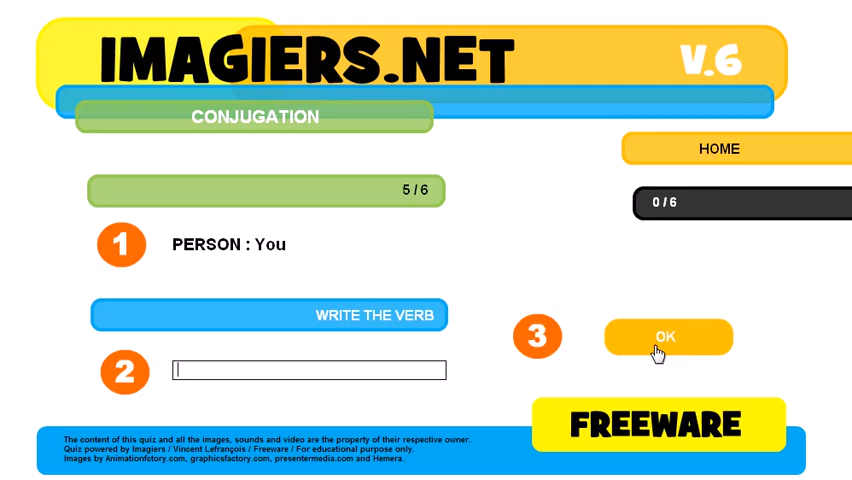 IMAGIERS.NET
V.6
CONJUGATION
HOME
5 / 6
0 / 6
1
PERSON : You
WRITE THE VERB
3
OK
2
FREEWARE
The content of this quiz and all the images, sounds and video are the property of their respective owner.
Quiz powered by Imagiers / Vincent Lefrançois / Freeware / For educational purpose only.
Images by Animationfctory.com, graphicsfactory.com, presentermedia.com and Hemera.